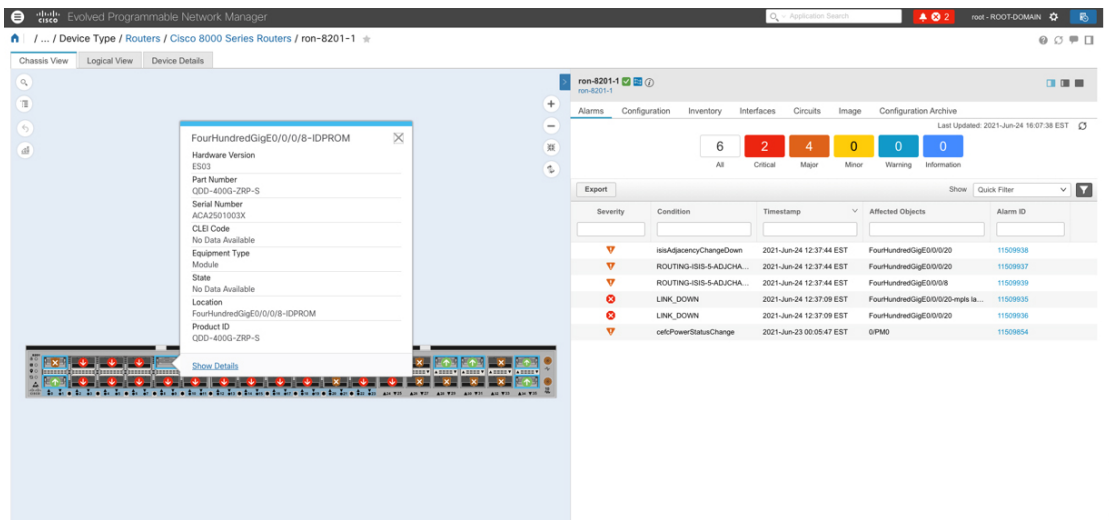 cisco Evolved Programmable Network Manager
Application Search
2
root - ROOT-DOMAIN
/ ... / Device Type / Routers / Cisco 8000 Series Routers / ron-8201-1
Chassis View Logical View Device Details
ron-8201-1
ron-8201-1
Alarms Configuration Inventory Interfaces Circuits Image Configuration Archive
Last Updated: 2021-Jun-24 16:07:38 EST
6 2 4 0 0 0
All Critical Major Minor Warning Information
Export Show Quick Filter
Severity Condition Timestamp Affected Objects Alarm ID
isisAdjacencyChangeDown 2021-Jun-24 12:37:44 EST FourHundredGigE0/0/0/20 11509938
ROUTING-ISIS-5-ADJCHA... 2021-Jun-24 12:37:44 EST FourHundredGigE0/0/0/20 11509937
ROUTING-ISIS-5-ADJCHA... 2021-Jun-24 12:37:44 EST FourHundredGigE0/0/0/8 11509939
LINK_DOWN 2021-Jun-24 12:37:09 EST FourHundredGigE0/0/0/20-mpls la... 11509935
LINK_DOWN 2021-Jun-24 12:37:09 EST FourHundredGigE0/0/0/20 11509936
cefcPowerStatusChange 2021-Jun-23 00:05:47 EST 0/PM0 11509854
FourHundredGigE0/0/0/8-IDPROM
Hardware Version
ES03
Part Number
QDD-400G-ZRP-S
Serial Number
ACA2501003X
CLEI Code
No Data Available
Equipment Type
Module
State
No Data Available
Location
FourHundredGigE0/0/0/8-IDPROM
Product ID
QDD-400G-ZRP-S
Show Details